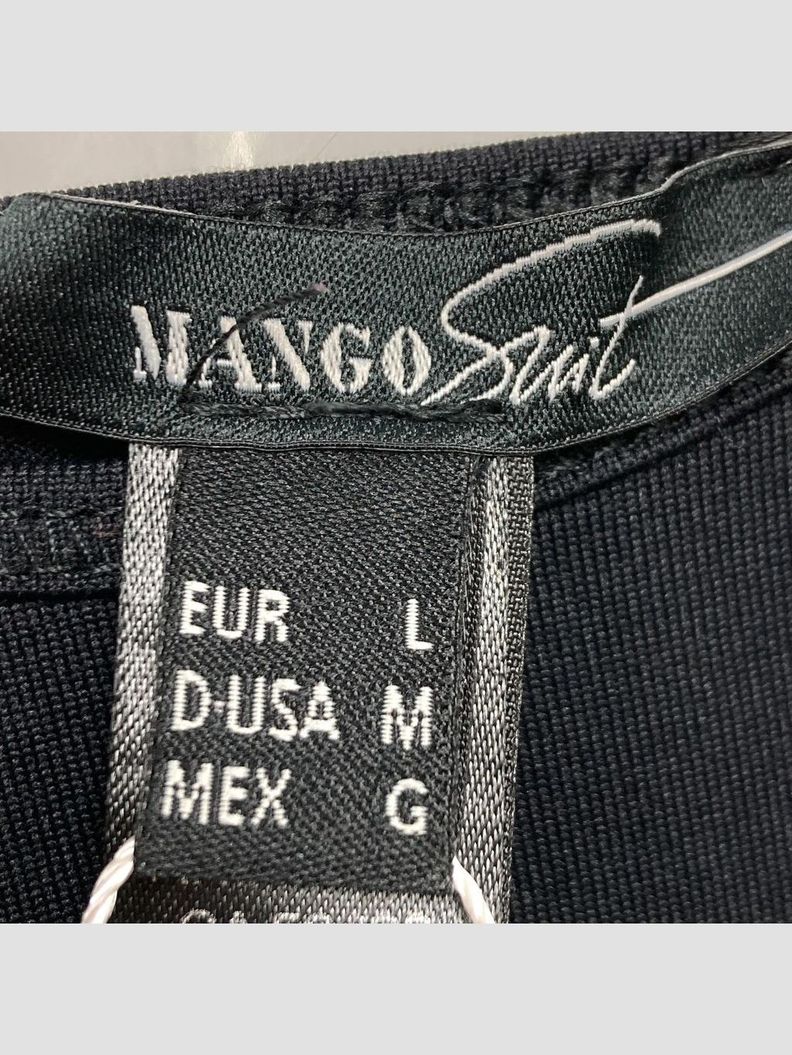 MANGO Suit
EUR L
D-USA M
MEX G